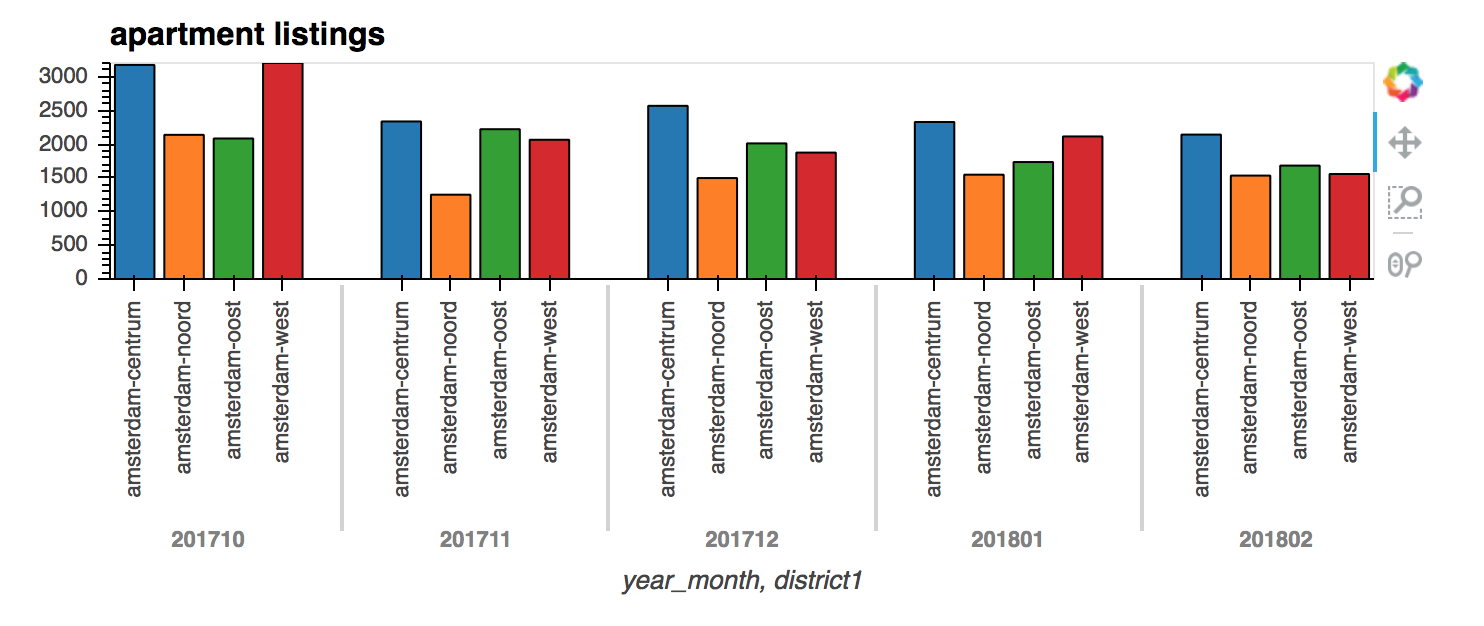 apartment listings
3000
2500
2000
1500
1000
500
0
amsterdam-centrum
amsterdam-noord
amsterdam-oost
amsterdam-west
amsterdam-centrum
amsterdam-noord
amsterdam-oost
amsterdam-west
amsterdam-centrum
amsterdam-noord
amsterdam-oost
amsterdam-west
amsterdam-centrum
amsterdam-noord
amsterdam-oost
amsterdam-west
amsterdam-centrum
amsterdam-noord
amsterdam-oost
amsterdam-west
201710 201711 201712 201801 201802
year_month, district1